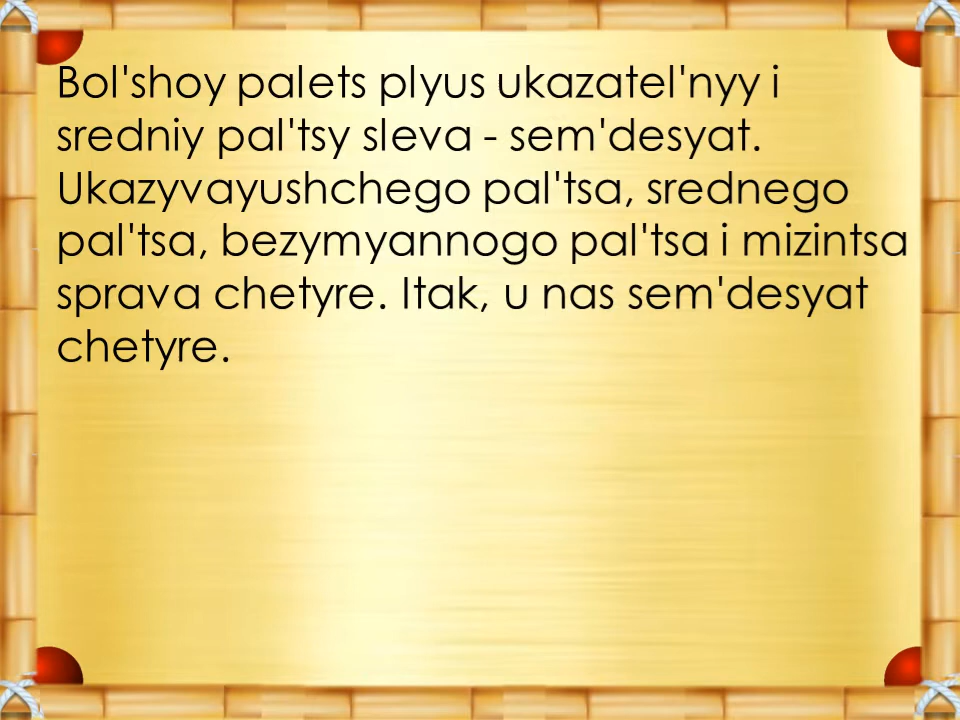 Bol'shoy palets plyus ukazatel'nyy i
sredniy pal'tsy sleva - sem'desyat.
Ukazyvayushchego pal'tsa, srednego
pal'tsa, bezymyannogo pal'tsa i mizintsa
sprava chetyre. Itak, u nas sem'desyat
chetyre.